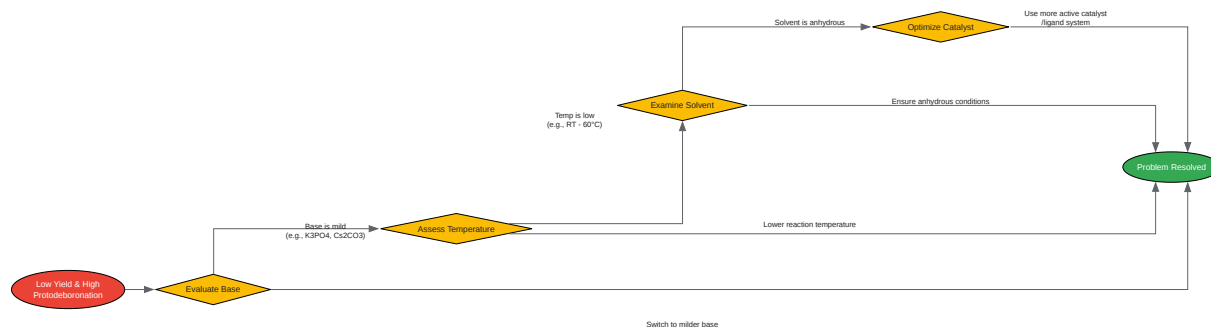 Solvent is anhydrous
Optimize Catalyst
Use more active catalyst
/ligand system
Examine Solvent
Ensure anhydrous conditions
Temp is low
(e.g., RT - 60°C)
Problem Resolved
Base is mild
(e.g., K3PO4, Cs2CO3)
Assess Temperature
Lower reaction temperature
Low Yield & High
Protodeboronation
Evaluate Base
Switch to milder base